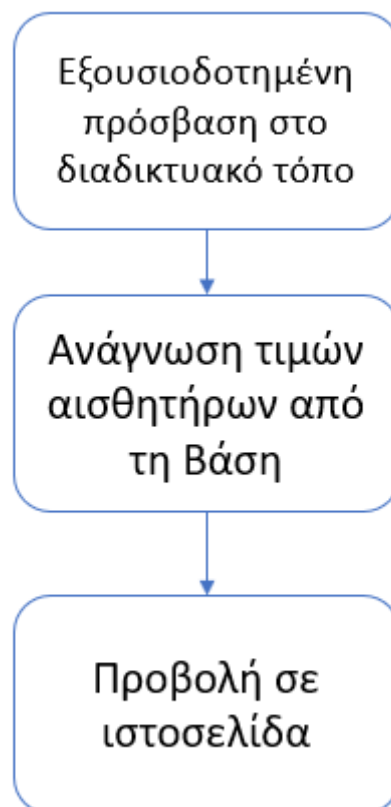 Εξουσιοδοτημένη
πρόσβαση στο
διαδικτυακό τόπο
Ανάγνωση τιμών
αισθητήρων από
τη Βάση
Προβολή σε
ιστοσελίδα